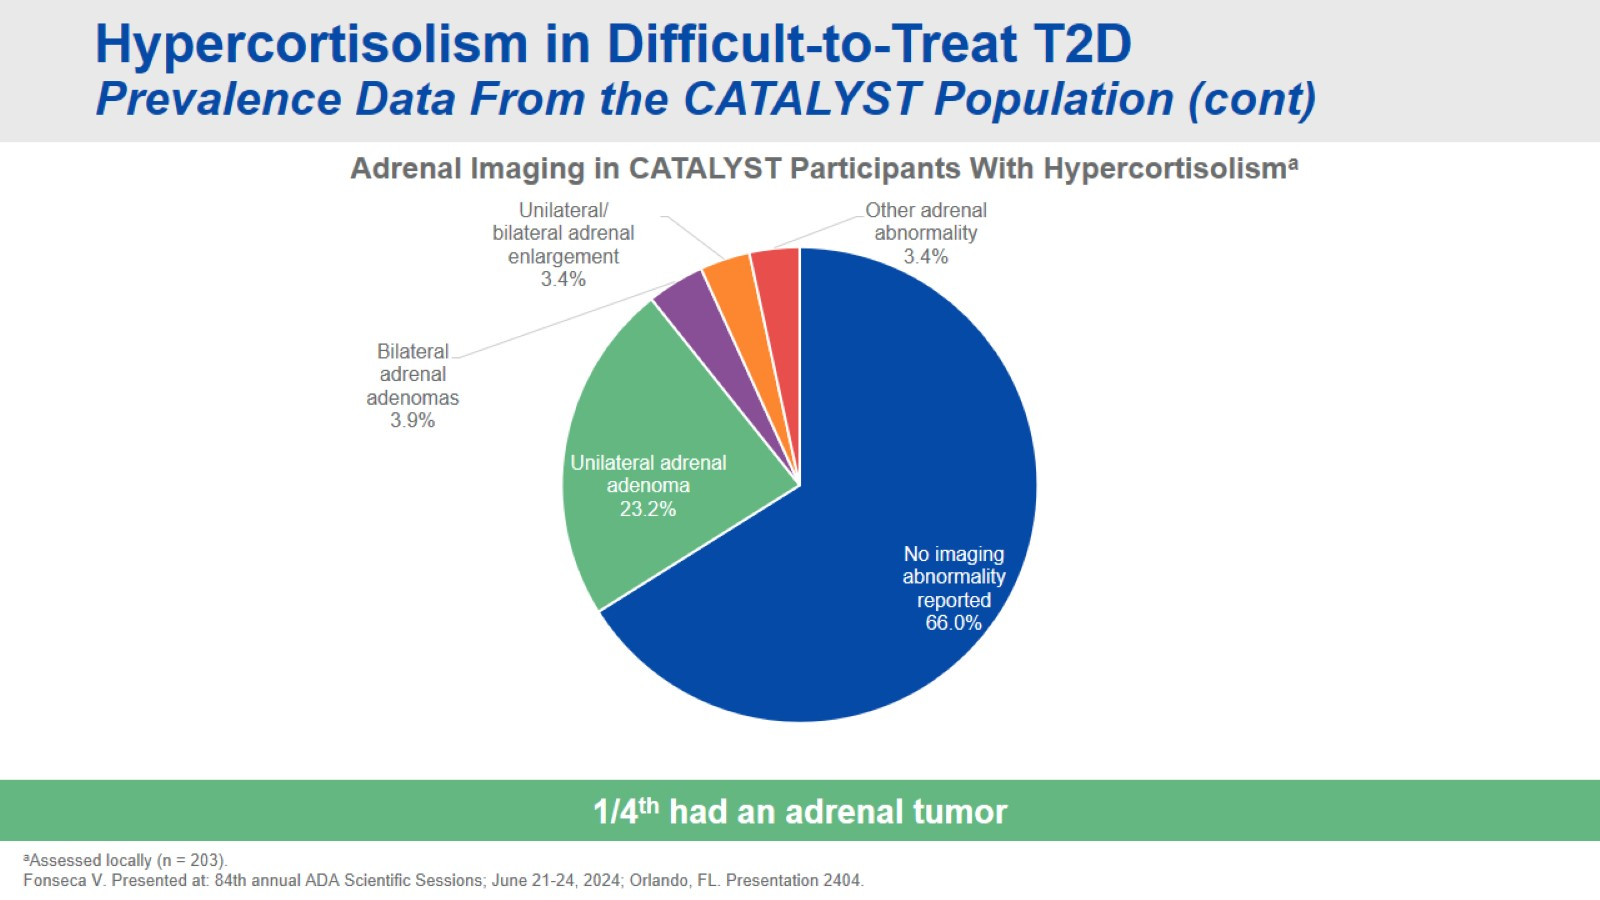 Hypercortisolism in Difficult-to-Treat T2D
Prevalence Data From the CATALYST Population (cont)
Adrenal Imaging in CATALYST Participants With Hypercortisolismᵃ
Unilateral/
bilateral adrenal
enlargement
3.4%
Other adrenal
abnormality
3.4%
Bilateral
adrenal
adenomas
3.9%
Unilateral adrenal
adenoma
23.2%
No imaging
abnormality
reported
66.0%
1/4ᵗʰ had an adrenal tumor
ᵃAssessed locally (n = 203).
Fonseca V. Presented at: 84th annual ADA Scientific Sessions; June 21-24, 2024; Orlando, FL. Presentation 2404.